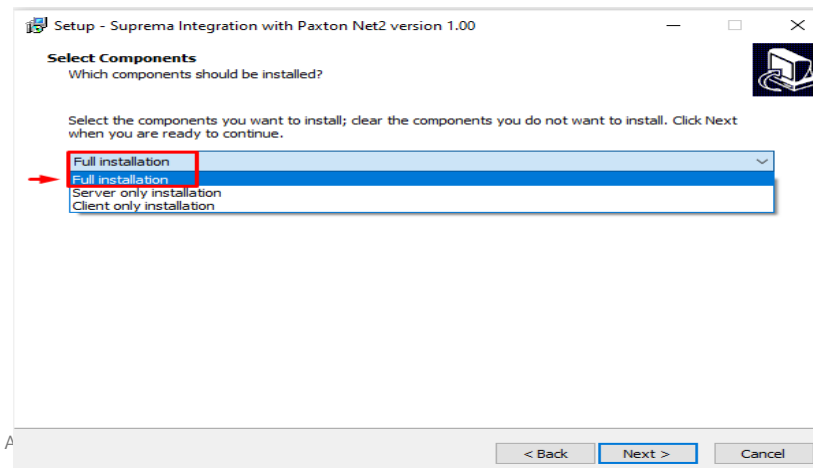 Setup - Suprema Integration with Paxton Net2 version 1.00
Select Components
Which components should be installed?
Select the components you want to install; clear the components you do not want to install. Click Next
when you are ready to continue.
Full installation
Full installation
Server only installation
Client only installation
A
< Back Next > Cancel